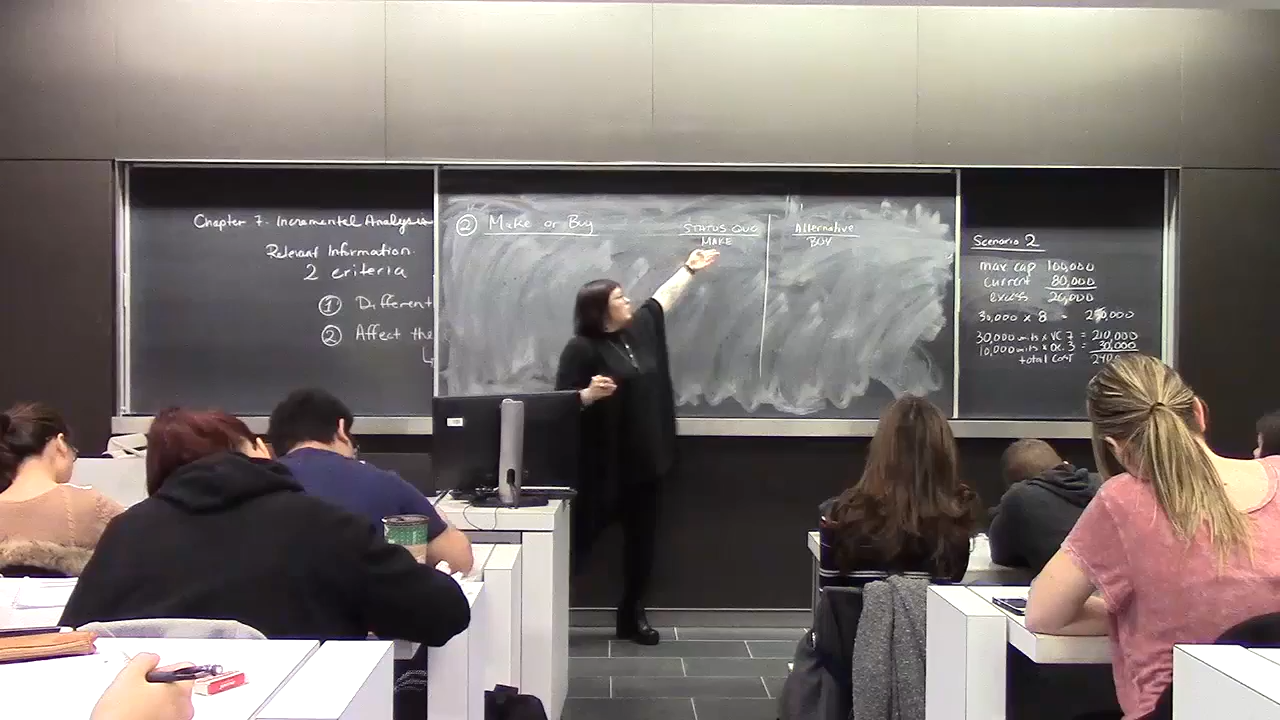 Chapter 7. Incremental Analysis
Relevant Information.
2 criteria
① Different
② Affect the
② Make or Buy
STATUS QUO
MAKE
Alternative
BUY
Scenario 2
max cap 100,000
current 80,000
excess 20,000
30,000 x 8 =
30,000 units x VC 7 = 210,000
10,000 units x Oc. 3 = 30,000
total cost 240